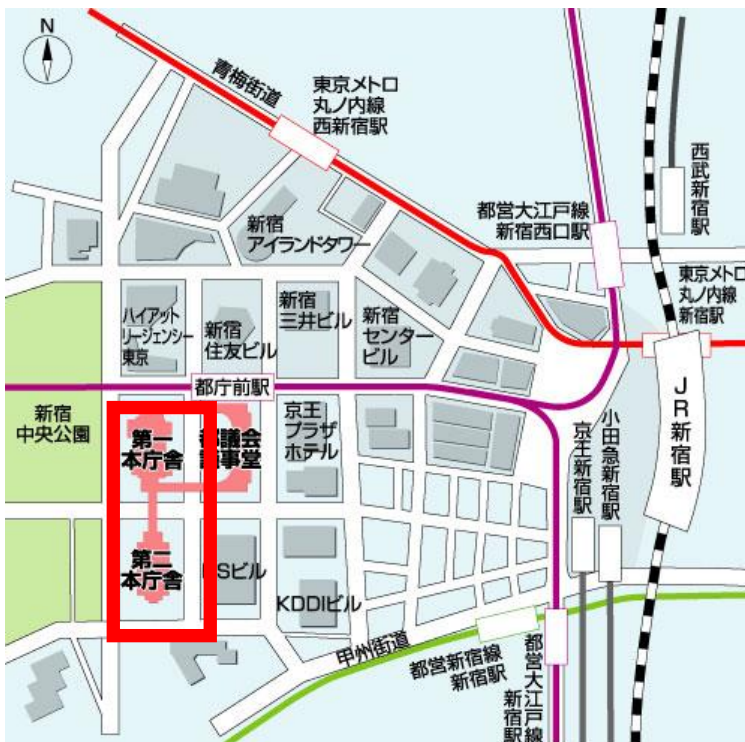 N
青梅街道
東京メトロ
丸ノ内線
西新宿駅
西武新宿駅
都営大江戸線
新宿西口駅
新宿
アイランドタワー
東京メトロ
丸ノ内線
新宿駅
ハイアット
リージェンシー
東京
新宿
住友ビル
新宿
三井ビル
新宿
センター
ビル
都庁前駅
JR新宿駅
新宿
中央公園
第一
本庁舎
都議会
議事堂
京王
プラザ
ホテル
小田急新宿駅
京王新宿駅
第二
本庁舎
Sビル
KDDIビル
甲州街道
都営新宿線
新宿駅
都営大江戸線
新宿駅